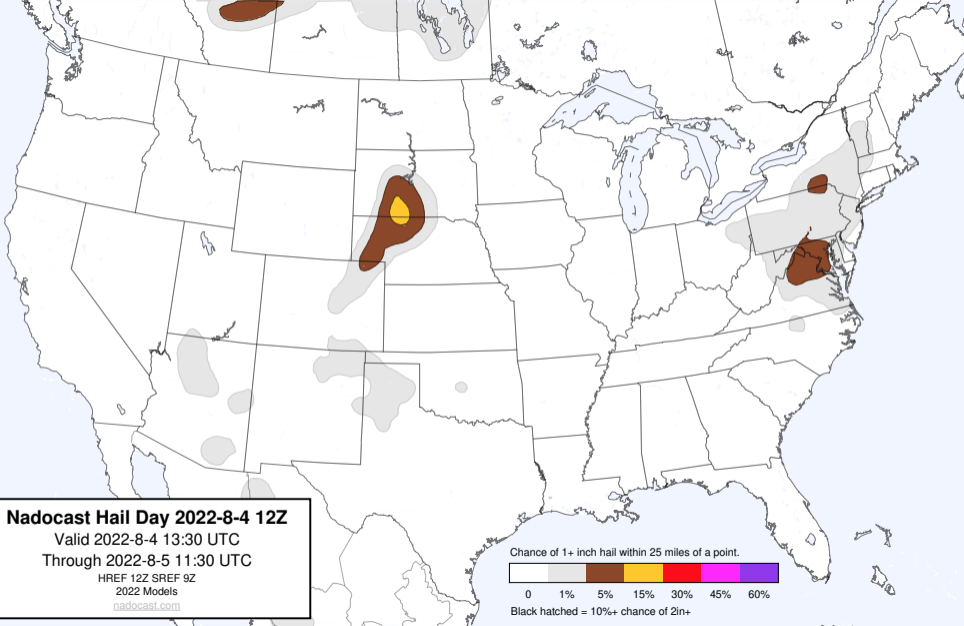 Nadocast Hail Day 2022-8-4 12Z
Valid 2022-8-4 13:30 UTC
Through 2022-8-5 11:30 UTC
HREF 12Z SREF 9Z
2022 Models
nadocast.com
Chance of 1+ inch hail within 25 miles of a point.
0 1% 5% 15% 30% 45% 60%
Black hatched = 10%+ chance of 2in+